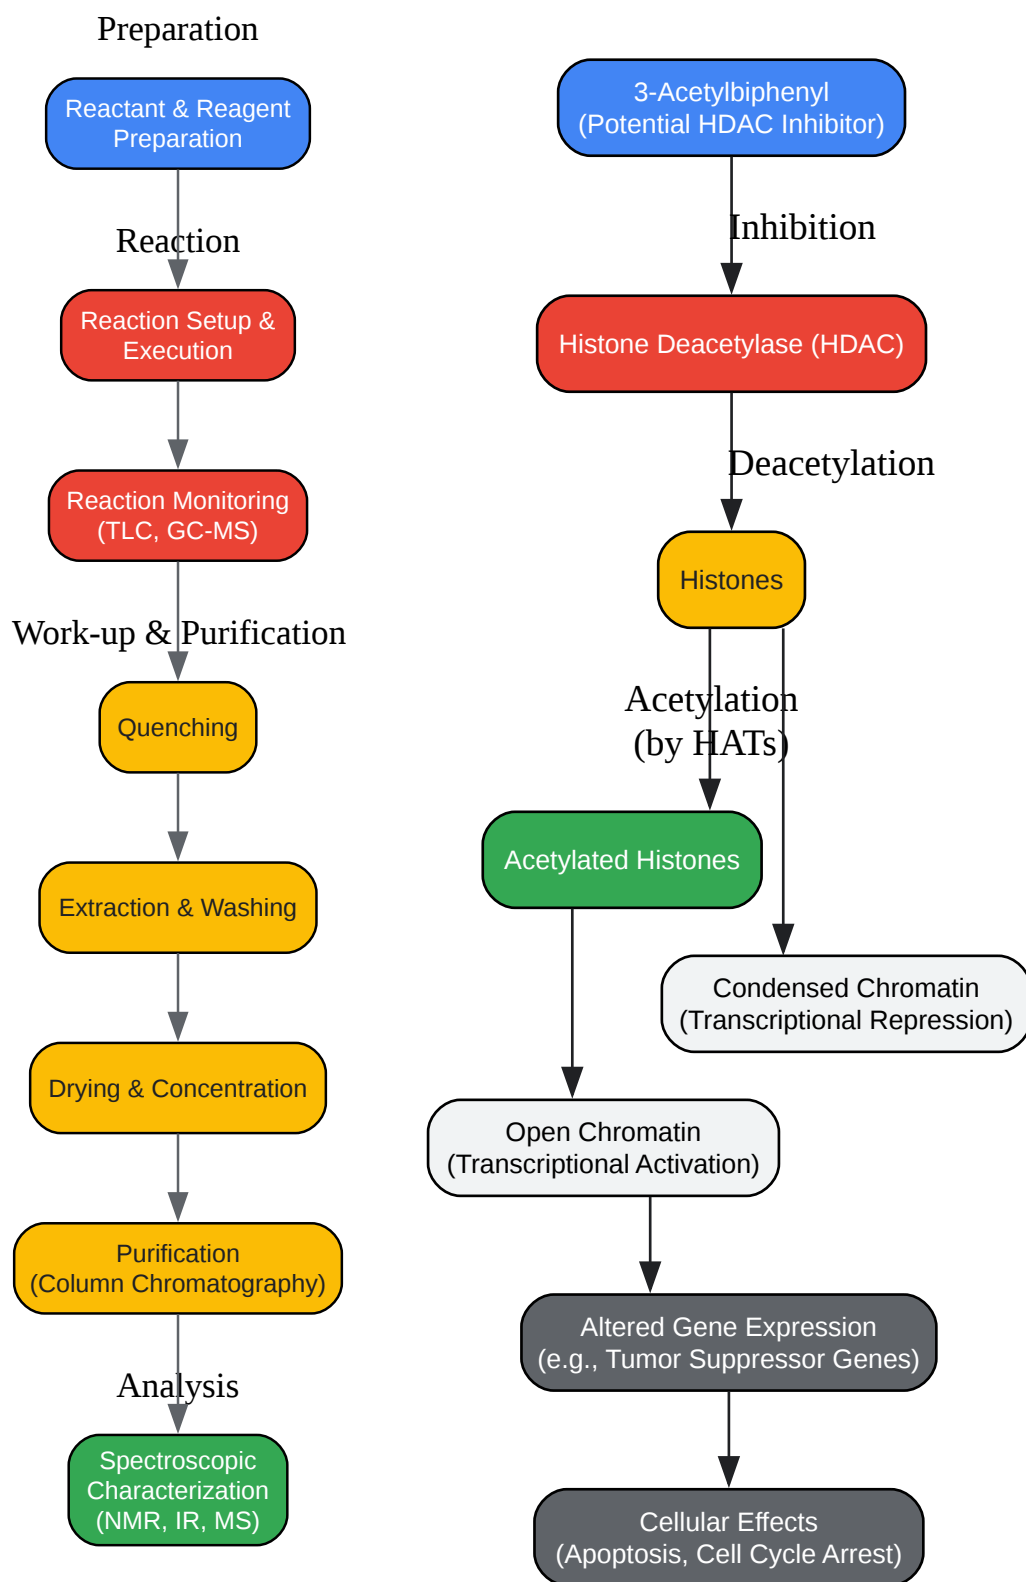 Preparation
Reactant & Reagent
Preparation
Reaction
Reaction Setup &
Execution
Reaction Monitoring
(TLC, GC-MS)
Work-up & Purification
Quenching
Extraction & Washing
Drying & Concentration
Purification
(Column Chromatography)
Analysis
Spectroscopic
Characterization
(NMR, IR, MS)
3-Acetylbiphenyl
(Potential HDAC Inhibitor)
Inhibition
Histone Deacetylase (HDAC)
Deacetylation
Histones
Acetylation
(by HATs)
Acetylated Histones
Condensed Chromatin
(Transcriptional Repression)
Open Chromatin
(Transcriptional Activation)
Altered Gene Expression
(e.g., Tumor Suppressor Genes)
Cellular Effects
(Apoptosis, Cell Cycle Arrest)